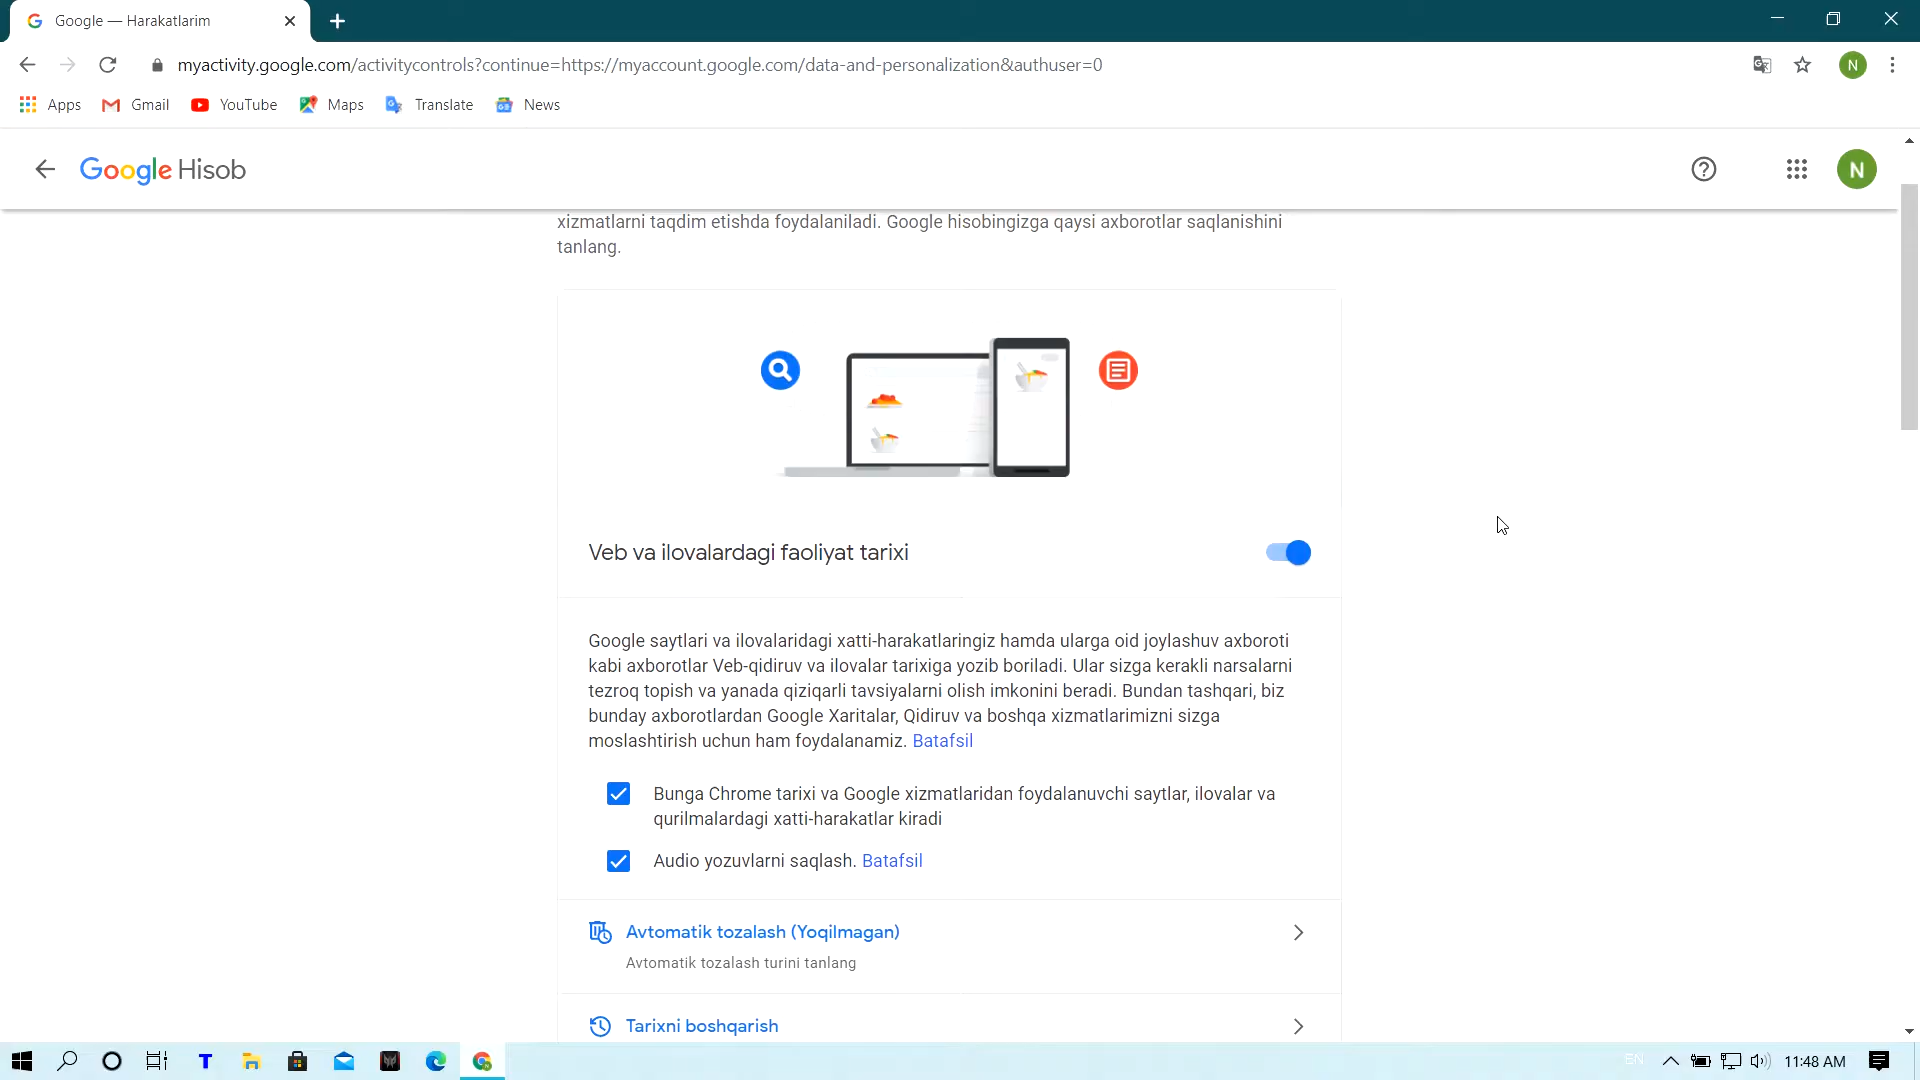 Google — Harakatlarim
myactivity.google.com/activitycontrols?continue=https://myaccount.google.com/data-and-personalization&authuser=0
N
Apps
Gmail
YouTube
Maps
Translate
News
Google Hisob
N
xizmatlarni taqdim etishda foydalaniladi. Google hisobingizga qaysi axborotlar saqlanishini
tanlang.
Veb va ilovalardagi faoliyat tarixi
Google saytlari va ilovalaridagi xatti-harakatlaringiz hamda ularga oid joylashuv axboroti
kabi axborotlar Veb-qidiruv va ilovalar tarixiga yozib boriladi. Ular sizga kerakli narsalarni
tezroq topish va yanada qiziqarli tavsiyalarni olish imkonini beradi. Bundan tashqari, biz
bunday axborotlardan Google Xaritalar, Qidiruv va boshqa xizmatlarimizni sizga
moslashtirish uchun ham foydalanamiz. Batafsil
Bunga Chrome tarixi va Google xizmatlaridan foydalanuvchi saytlar, ilovalar va
qurilmalardagi xatti-harakatlar kiradi
Audio yozuvlarni saqlash. Batafsil
Avtomatik tozalash (Yoqilmagan)
Avtomatik tozalash turini tanlang
Tarixni boshqarish
T
EN
11:48 AM